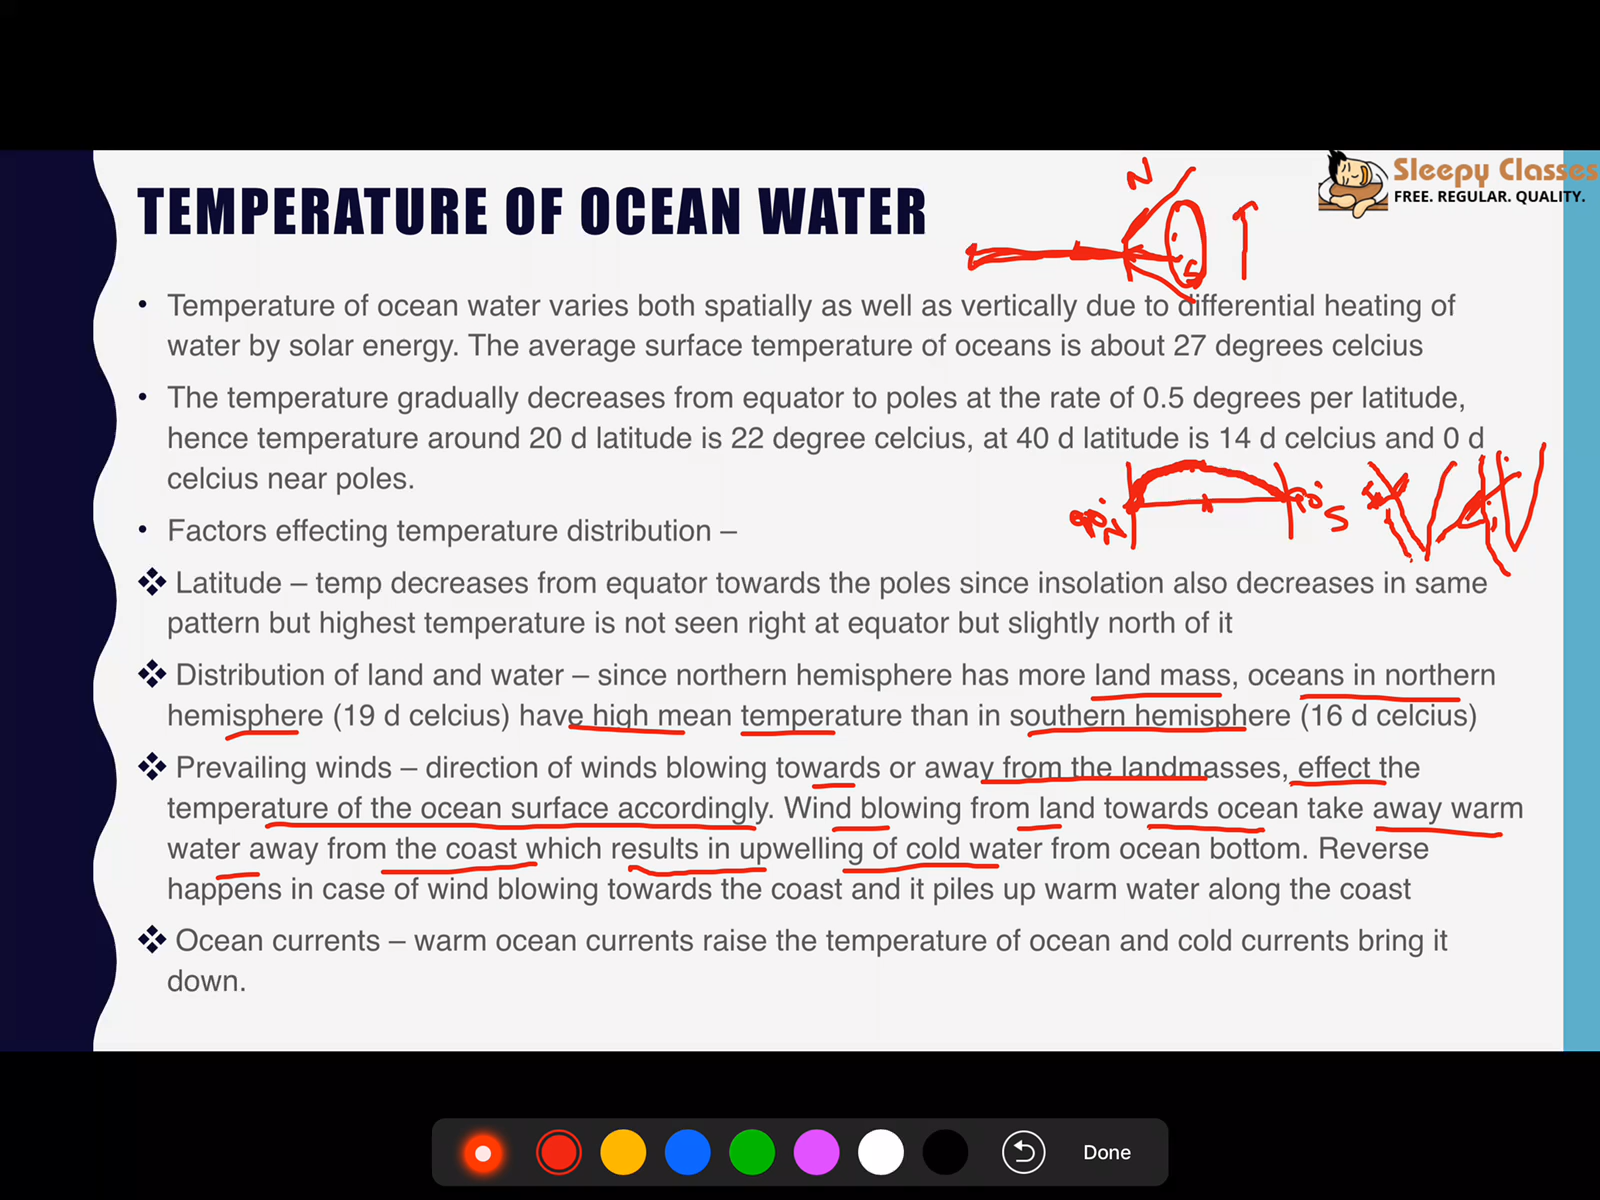 Sleepy Classes
FREE. REGULAR. QUALITY.
N
S
TEMPERATURE OF OCEAN WATER
• Temperature of ocean water varies both spatially as well as vertically due to differential heating of
water by solar energy. The average surface temperature of oceans is about 27 degrees celcius
• The temperature gradually decreases from equator to poles at the rate of 0.5 degrees per latitude,
hence temperature around 20 d latitude is 22 degree celcius, at 40 d latitude is 14 d celcius and 0 d
celcius near poles.
90° N
90° S
• Factors effecting temperature distribution –
❖ Latitude – temp decreases from equator towards the poles since insolation also decreases in same
pattern but highest temperature is not seen right at equator but slightly north of it
❖ Distribution of land and water – since northern hemisphere has more land mass, oceans in northern
hemisphere (19 d celcius) have high mean temperature than in southern hemisphere (16 d celcius)
❖ Prevailing winds – direction of winds blowing towards or away from the landmasses, effect the
temperature of the ocean surface accordingly. Wind blowing from land towards ocean take away warm
water away from the coast which results in upwelling of cold water from ocean bottom. Reverse
happens in case of wind blowing towards the coast and it piles up warm water along the coast
❖ Ocean currents – warm ocean currents raise the temperature of ocean and cold currents bring it
down.
Done